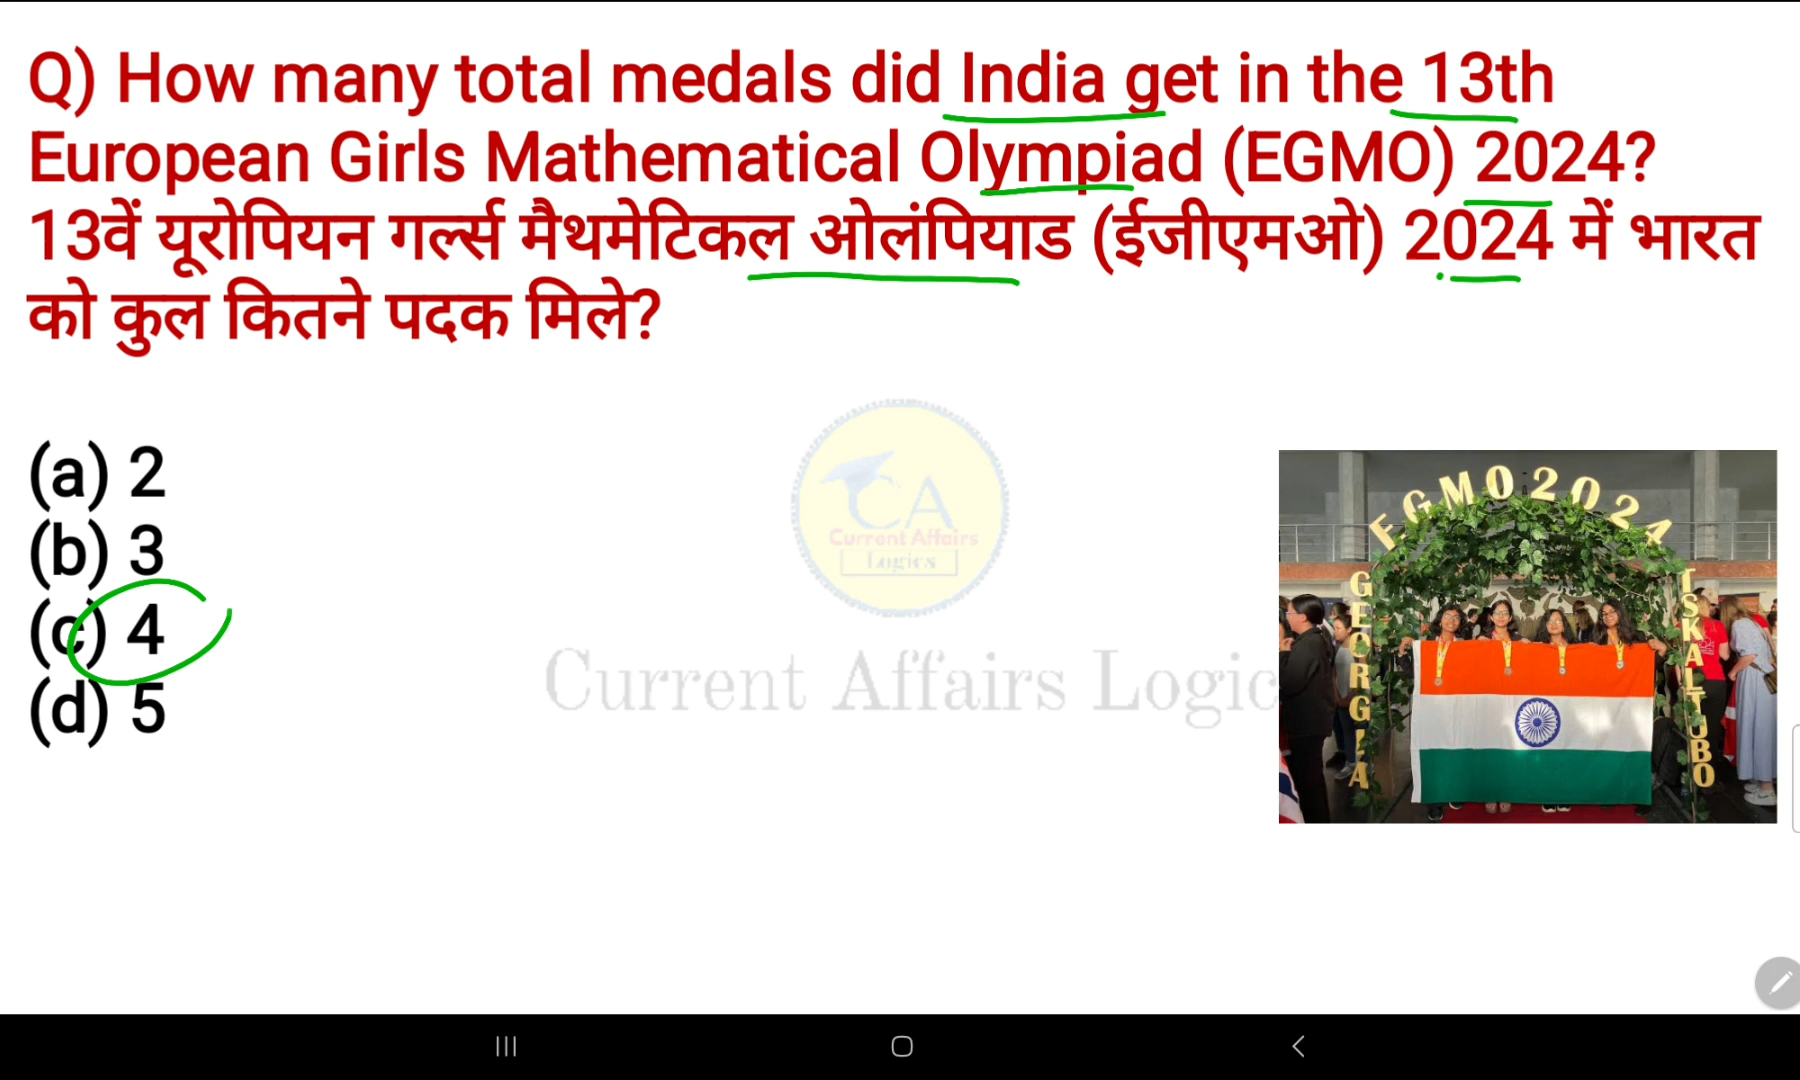 Q) How many total medals did India get in the 13th
European Girls Mathematical Olympiad (EGMO) 2024?
13वें यूरोपियन गर्ल्स मैथमेटिकल ओलंपियाड (ईजीएमओ) 2024 में भारत
को कुल कितने पदक मिले?
(a) 2
(b) 3
(c) 4
(d) 5
CA
Current Affairs
Logics
Current Affairs Logic
EGMO2024
GEORGIA
TSKALTUBO